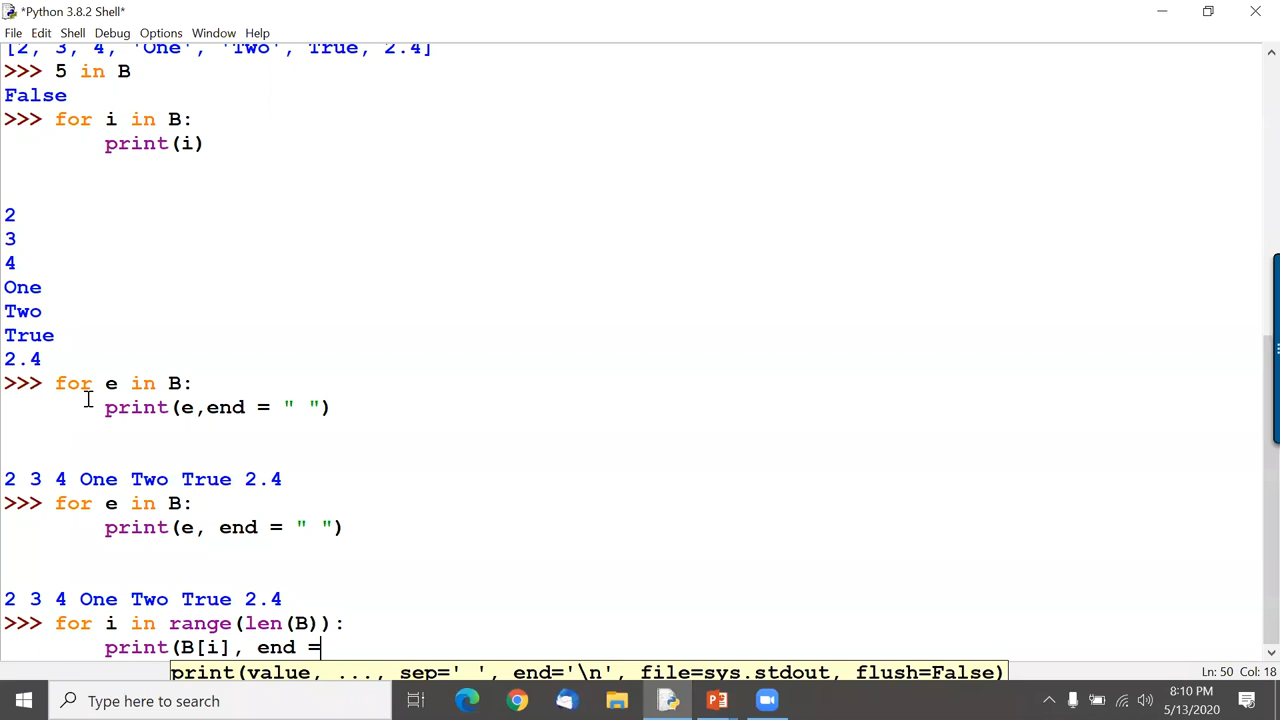 *Python 3.8.2 Shell*
File Edit Shell Debug Options Window Help
[2, 3, 4, 'One', 'Two', True, 2.4]
>>> 5 in B
False
>>> for i in B:
        print(i)
2
3
4
One
Two
True
2.4
>>> for e in B:
        print(e,end = " ")
2 3 4 One Two True 2.4
>>> for e in B:
        print(e, end = " ")
2 3 4 One Two True 2.4
>>> for i in range(len(B)):
        print(B[i], end =
print(value, ..., sep=' ', end='\n', file=sys.stdout, flush=False)
Ln: 50 Col: 18
Type here to search
8:10 PM
5/13/2020